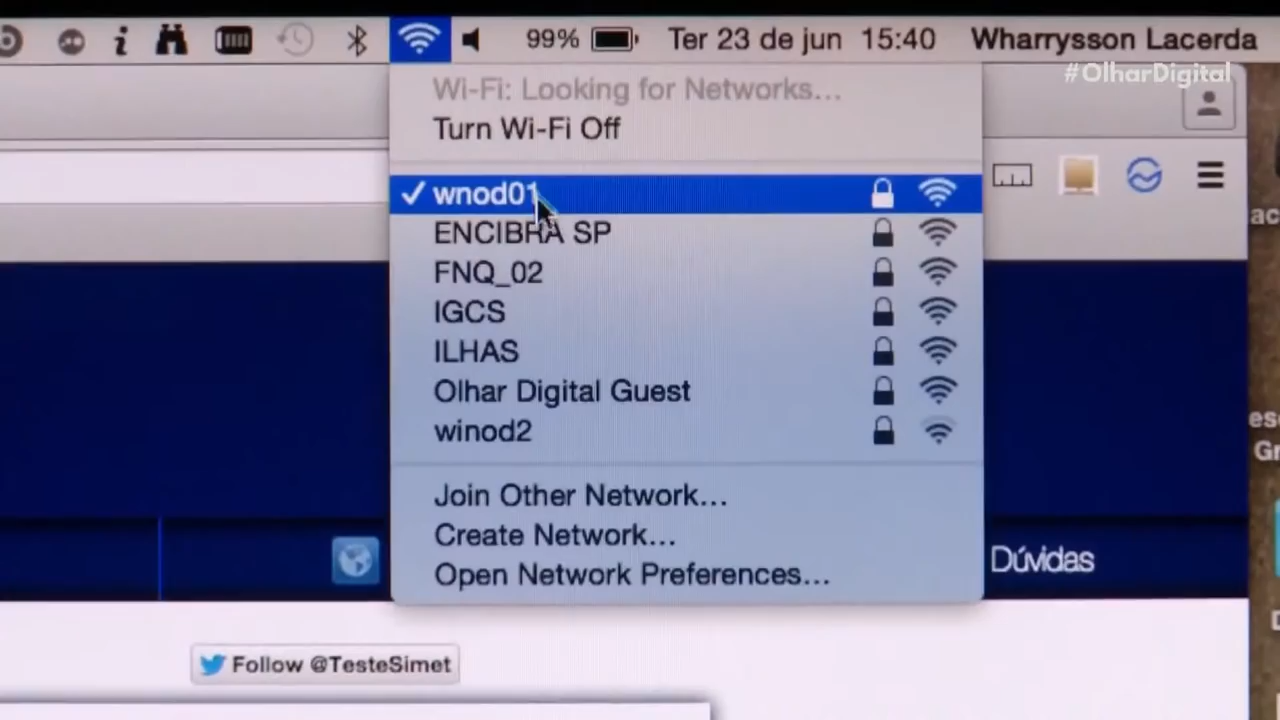 99% Ter 23 de jun 15:40 Wharrysson Lacerda
#OlharDigital
Wi-Fi: Looking for Networks...
Turn Wi-Fi Off
wnod01
ENCIBRA SP
FNQ_02
IGCS
ILHAS
Olhar Digital Guest
winod2
Join Other Network...
Create Network...
Open Network Preferences...
Dúvidas
Follow @TesteSimet